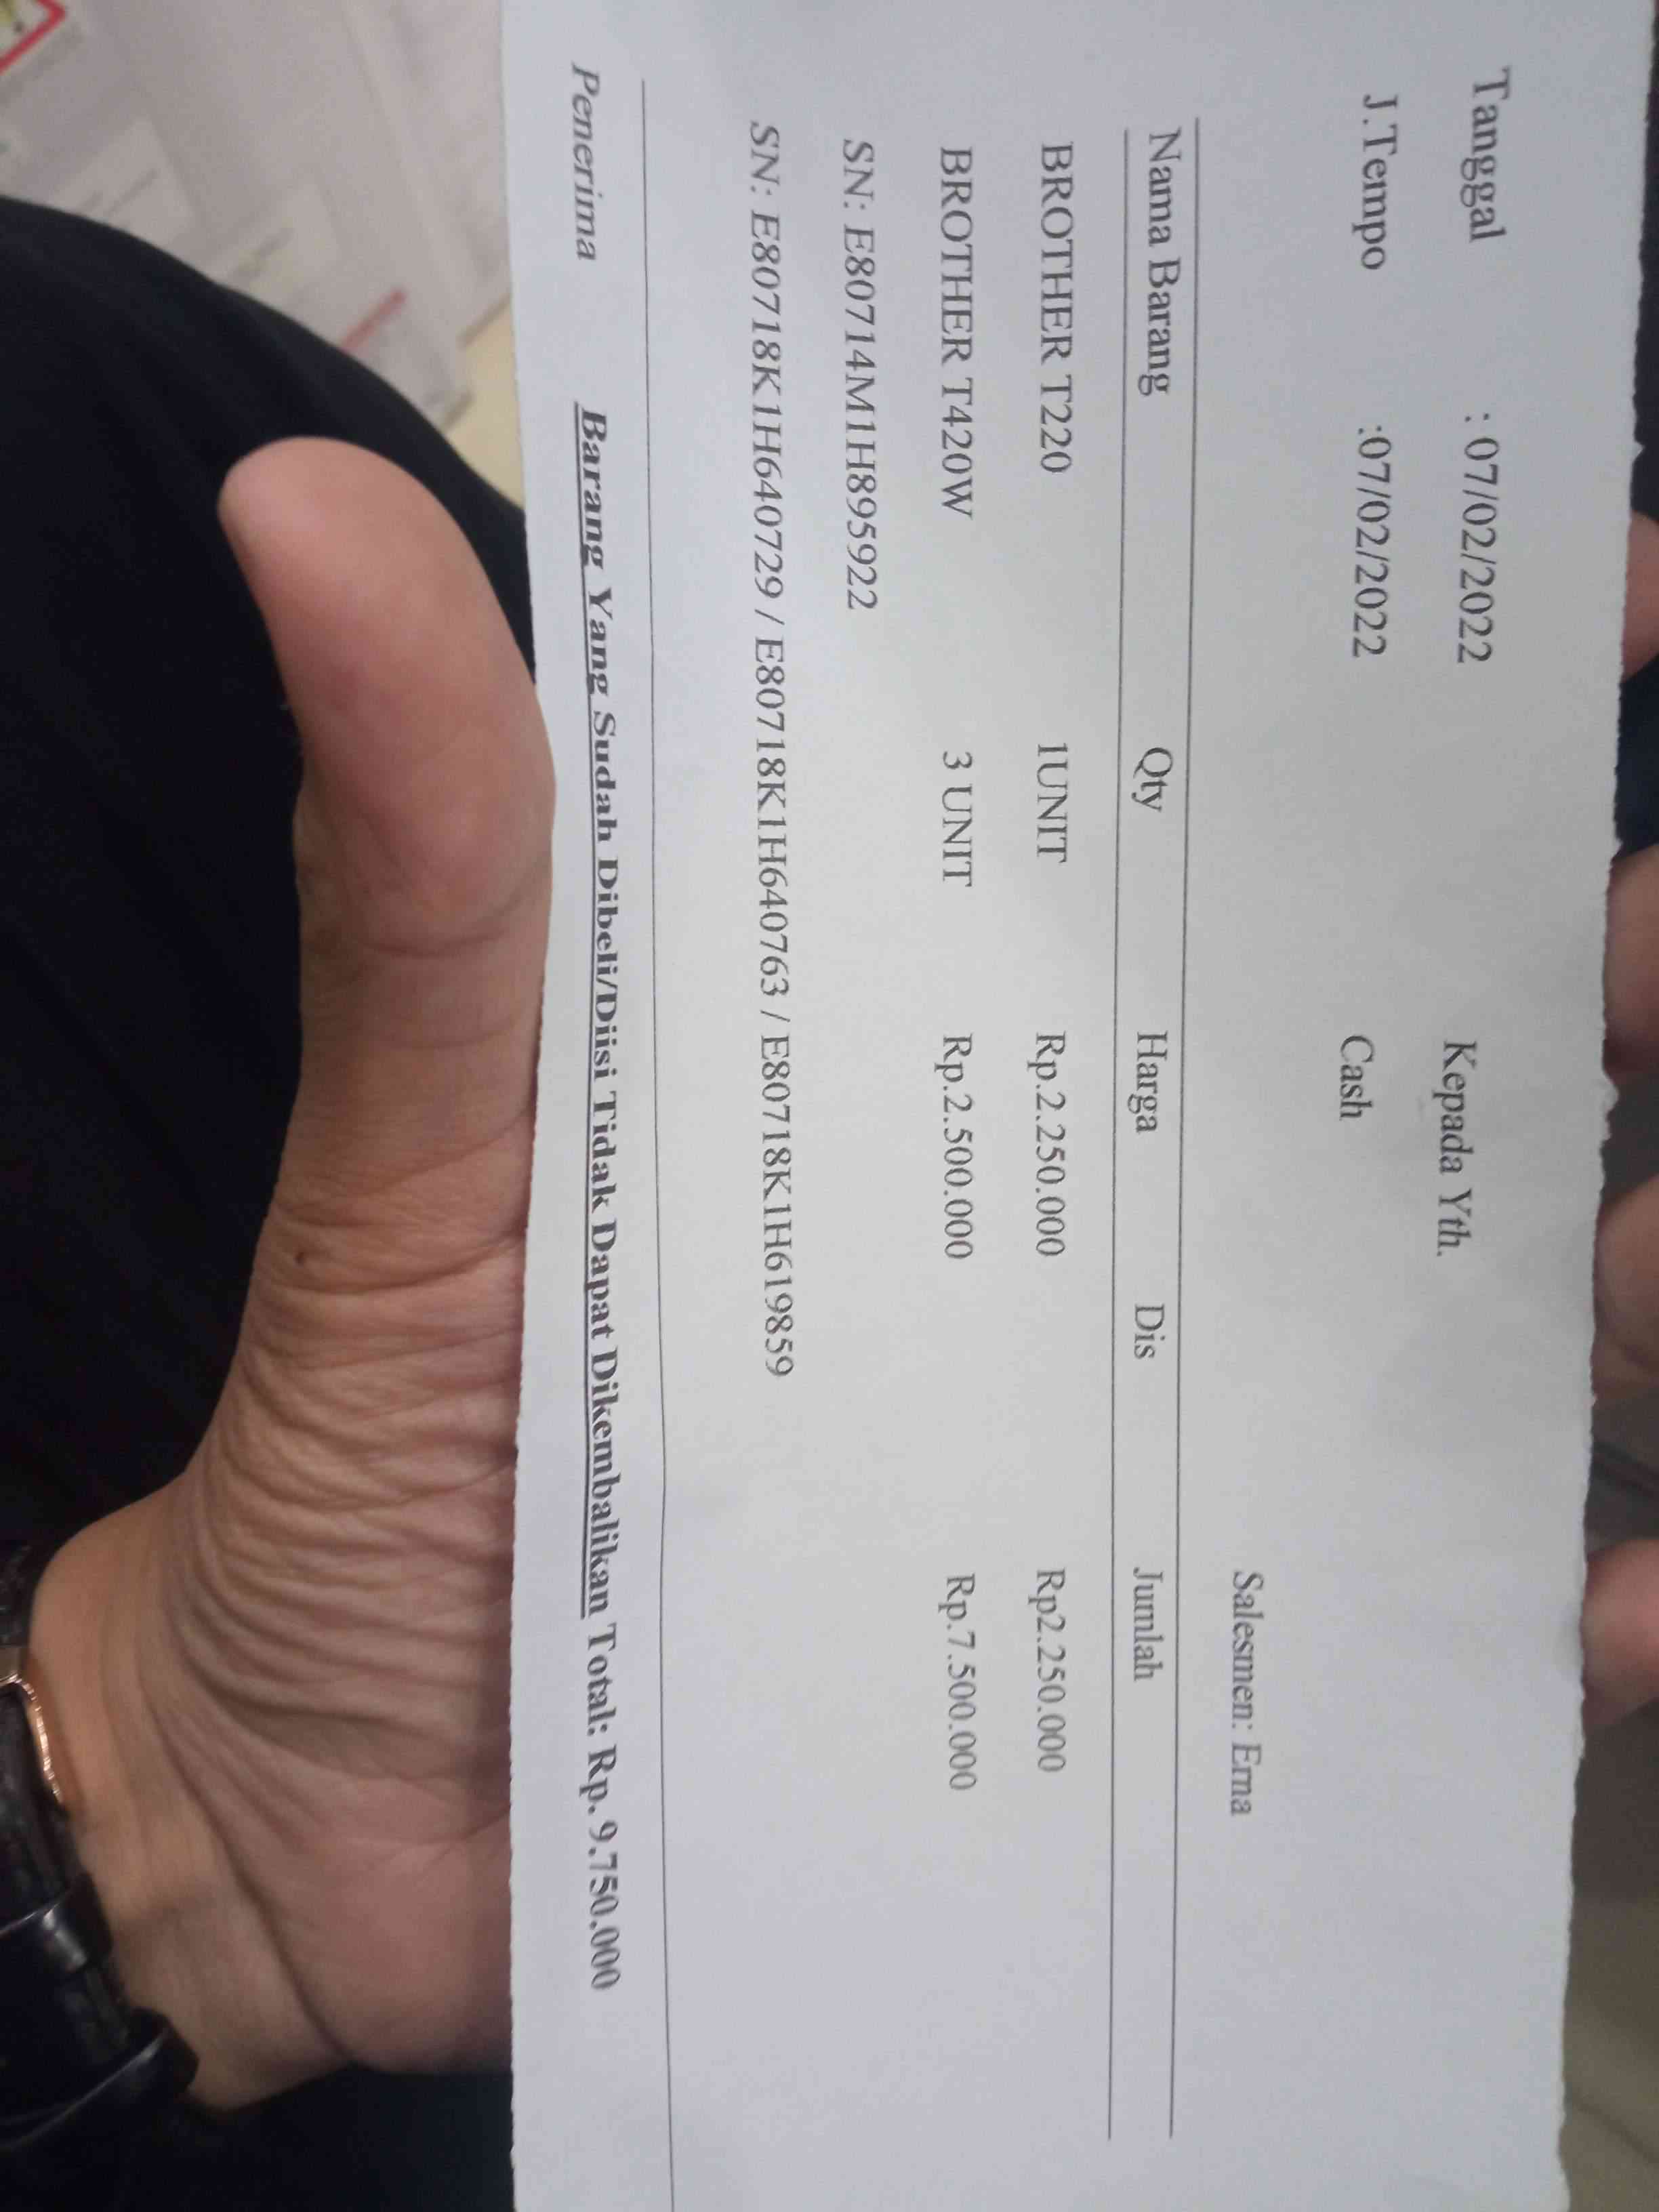 Tanggal : 07/02/2022 Kepada Yth.
J.Tempo :07/02/2022 Cash
Salesmen: Erna
Nama Barang Qty Harga Dis Jumlah
BROTHER T220 1UNIT Rp.2.250.000 Rp2.250.000
BROTHER T420W 3 UNIT Rp.2.500.000 Rp.7.500.000
SN: E80714M1H895922
SN: E80718K1H640729 / E80718K1H640763 / E80718K1H619859
Penerima Barang Yang Sudah Dibeli/Diisi Tidak Dapat Dikembalikan Total: Rp. 9.750.000